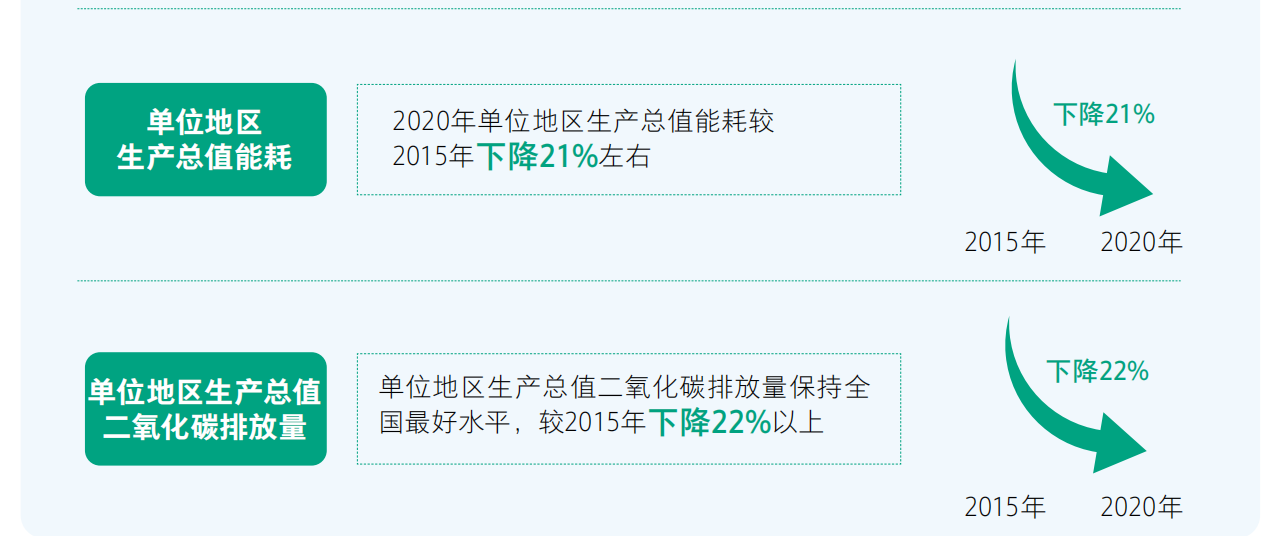 单位地区
生产总值能耗
2020年单位地区生产总值能耗较
2015年下降21%左右
下降21%
2015年 2020年
单位地区生产总值
二氧化碳排放量
单位地区生产总值二氧化碳排放量保持全
国最好水平，较2015年下降22%以上
下降22%
2015年 2020年